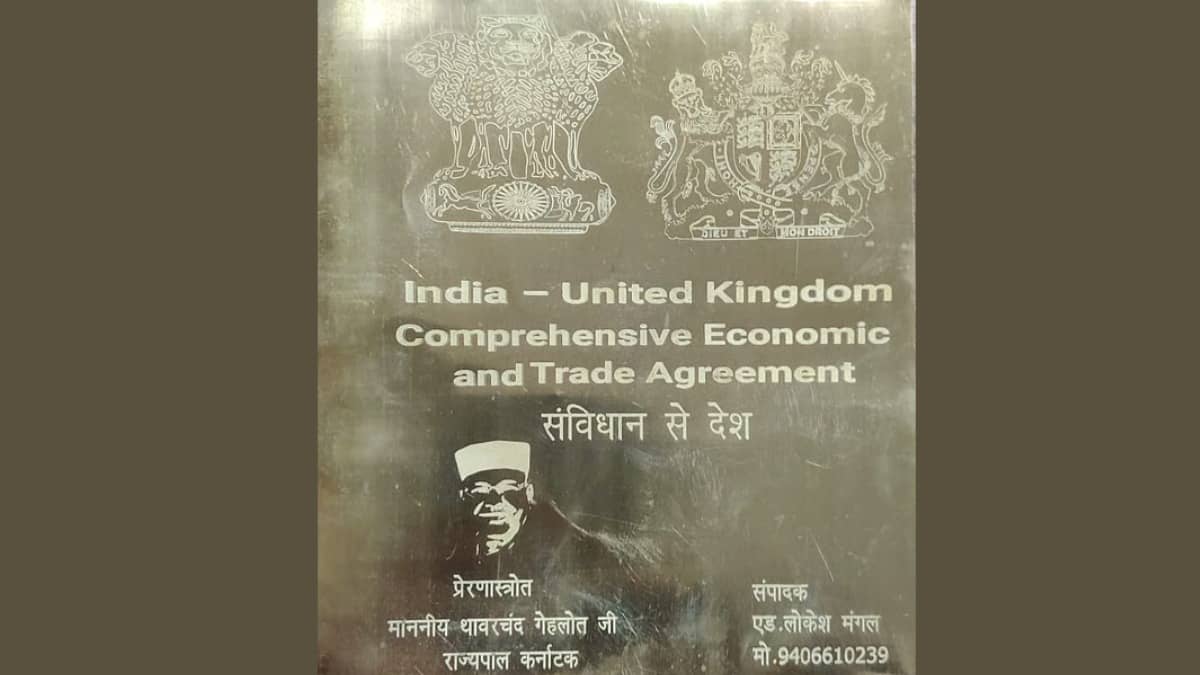 DIEU ET MON DROIT
India – United Kingdom
Comprehensive Economic
and Trade Agreement
संविधान से देश
प्रेरणास्त्रोत
माननीय थावरचंद गेहलोत जी
राज्यपाल कर्नाटक
संपादक
एड.लोकेश मंगल
मो.9406610239